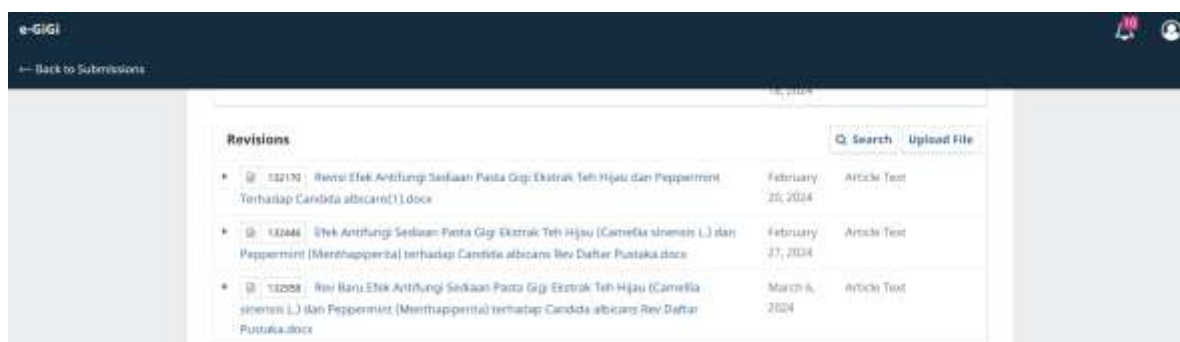 e-GiGi
10
← Back to Submissions
18, 2024
Revisions
Search Upload File
132170 Revisi Efek Antifungi Sediaan Pasta Gigi Ekstrak Teh Hijau dan Peppermint February Article Text
Terhadap Candida albicans(1).docx 20, 2024
132446 Efek Antifungi Sediaan Pasta Gigi Ekstrak Teh Hijau (Camellia sinensis L.) dan February Article Text
Peppermint (Menthapiperita) terhadap Candida albicans Rev Daftar Pustaka.docx 27, 2024
Rev Baru Efek Antifungi Sediaan Pasta Gigi Ekstrak Teh Hijau (Camellia March 6, Article Text
sinensis L.) dan Peppermint (Menthapiperita) terhadap Candida albicans Rev Daftar 2024
Pustaka.docx